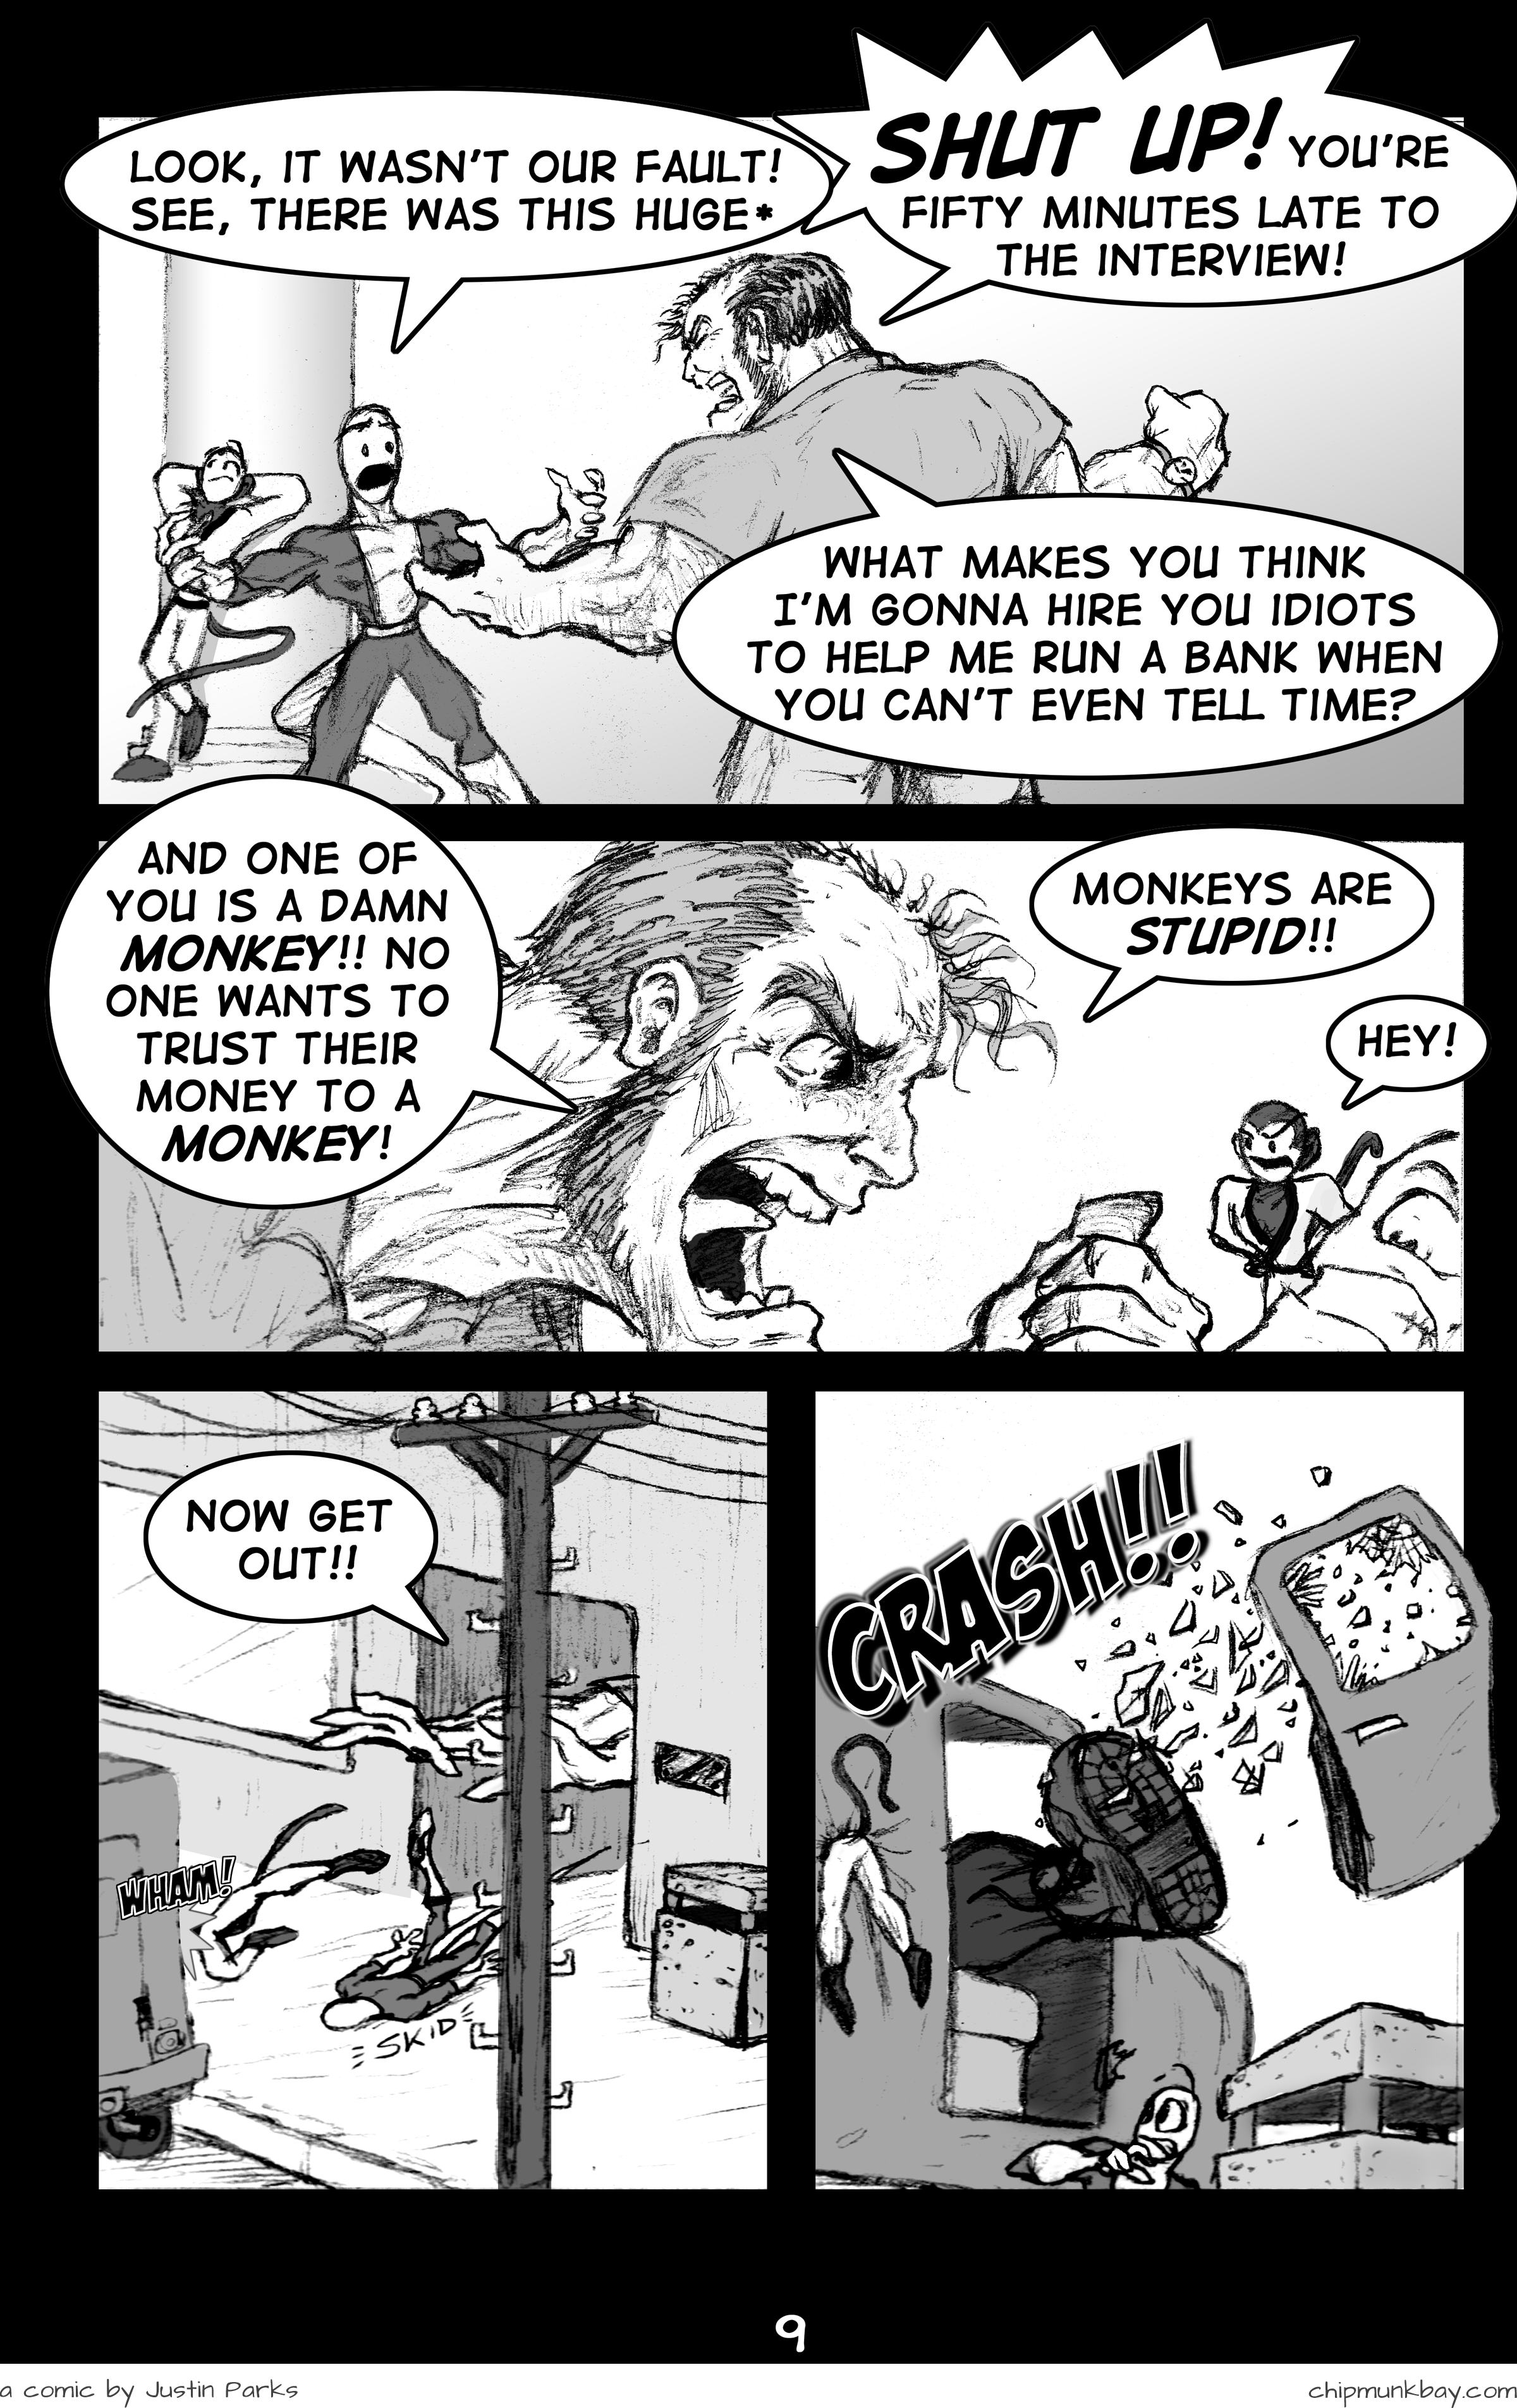 LOOK, IT WASN'T OUR FAULT!
SEE, THERE WAS THIS HUGE*
SHUT UP! YOU'RE
FIFTY MINUTES LATE TO
THE INTERVIEW!
WHAT MAKES YOU THINK
I'M GONNA HIRE YOU IDIOTS
TO HELP ME RUN A BANK WHEN
YOU CAN'T EVEN TELL TIME?
AND ONE OF
YOU IS A DAMN
MONKEY!! NO
ONE WANTS TO
TRUST THEIR
MONEY TO A
MONKEY!
MONKEYS ARE
STUPID!!
HEY!
NOW GET
OUT!!
WHAM!
SKID
CRASH!!
9
a comic by Justin Parks
chipmunkbay.com